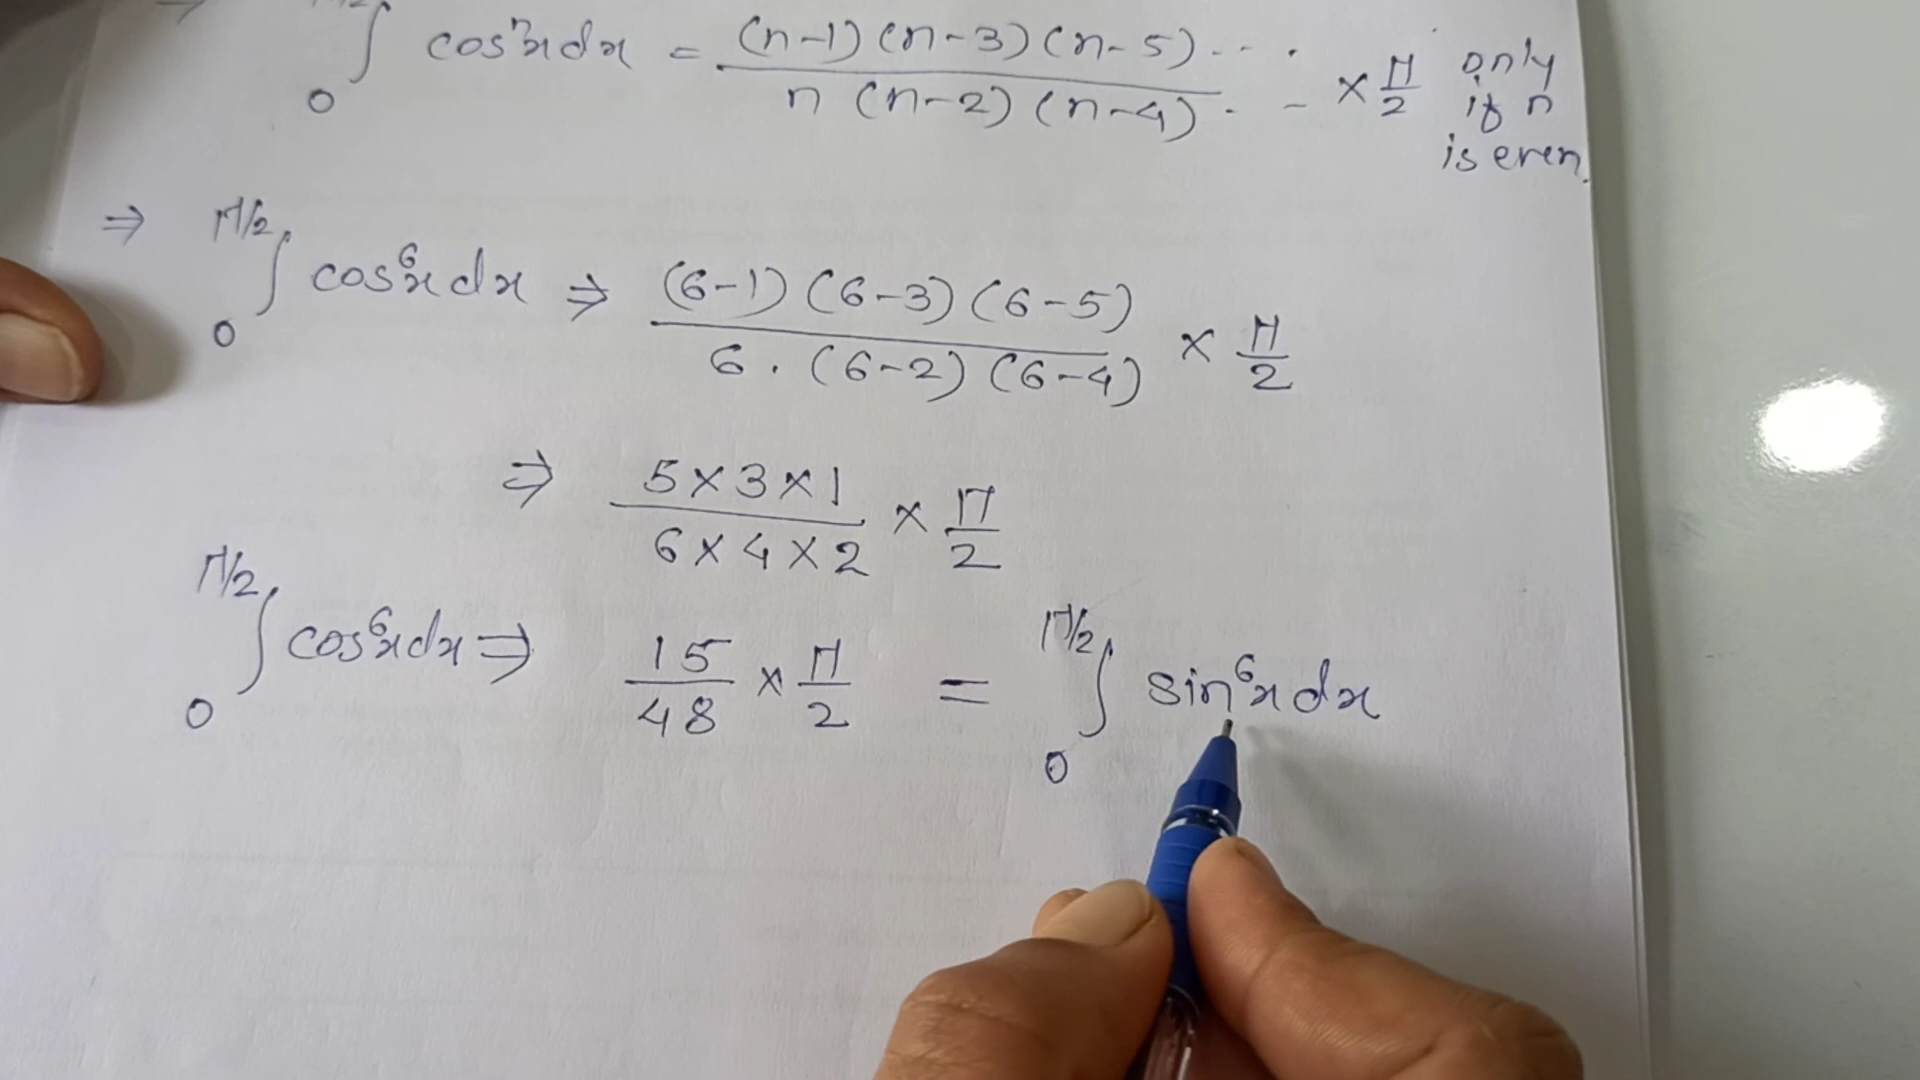 ⇒ π/2 ∫ 0 cosⁿx dx = (n-1)(n-3)(n-5)... / n(n-2)(n-4)... × π/2 only if n is even.
⇒ π/2 ∫ 0 cos⁶x dx ⇒ (6-1)(6-3)(6-5) / 6.(6-2)(6-4) × π/2
⇒ 5×3×1 / 6×4×2 × π/2
π/2 ∫ 0 cos⁶x dx ⇒ 15/48 × π/2 = π/2 ∫ 0 sin⁶x dx